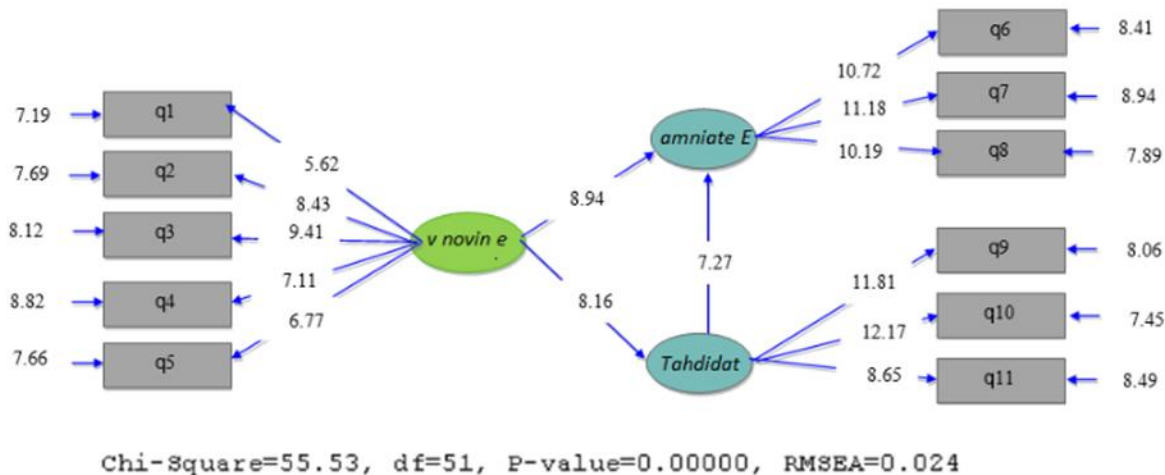 q6
8.41
10.72
q7
8.94
11.18
q8
7.89
10.19
amniate E
7.19
q1
5.62
7.69
q2
8.43
8.12
q3
9.41
8.82
q4
7.11
7.66
q5
6.77
v novin e
8.94
8.16
7.27
Tahdidat
q9
8.06
11.81
q10
7.45
12.17
q11
8.49
8.65
Chi-Square=55.53, df=51, P-value=0.00000, RMSEA=0.024